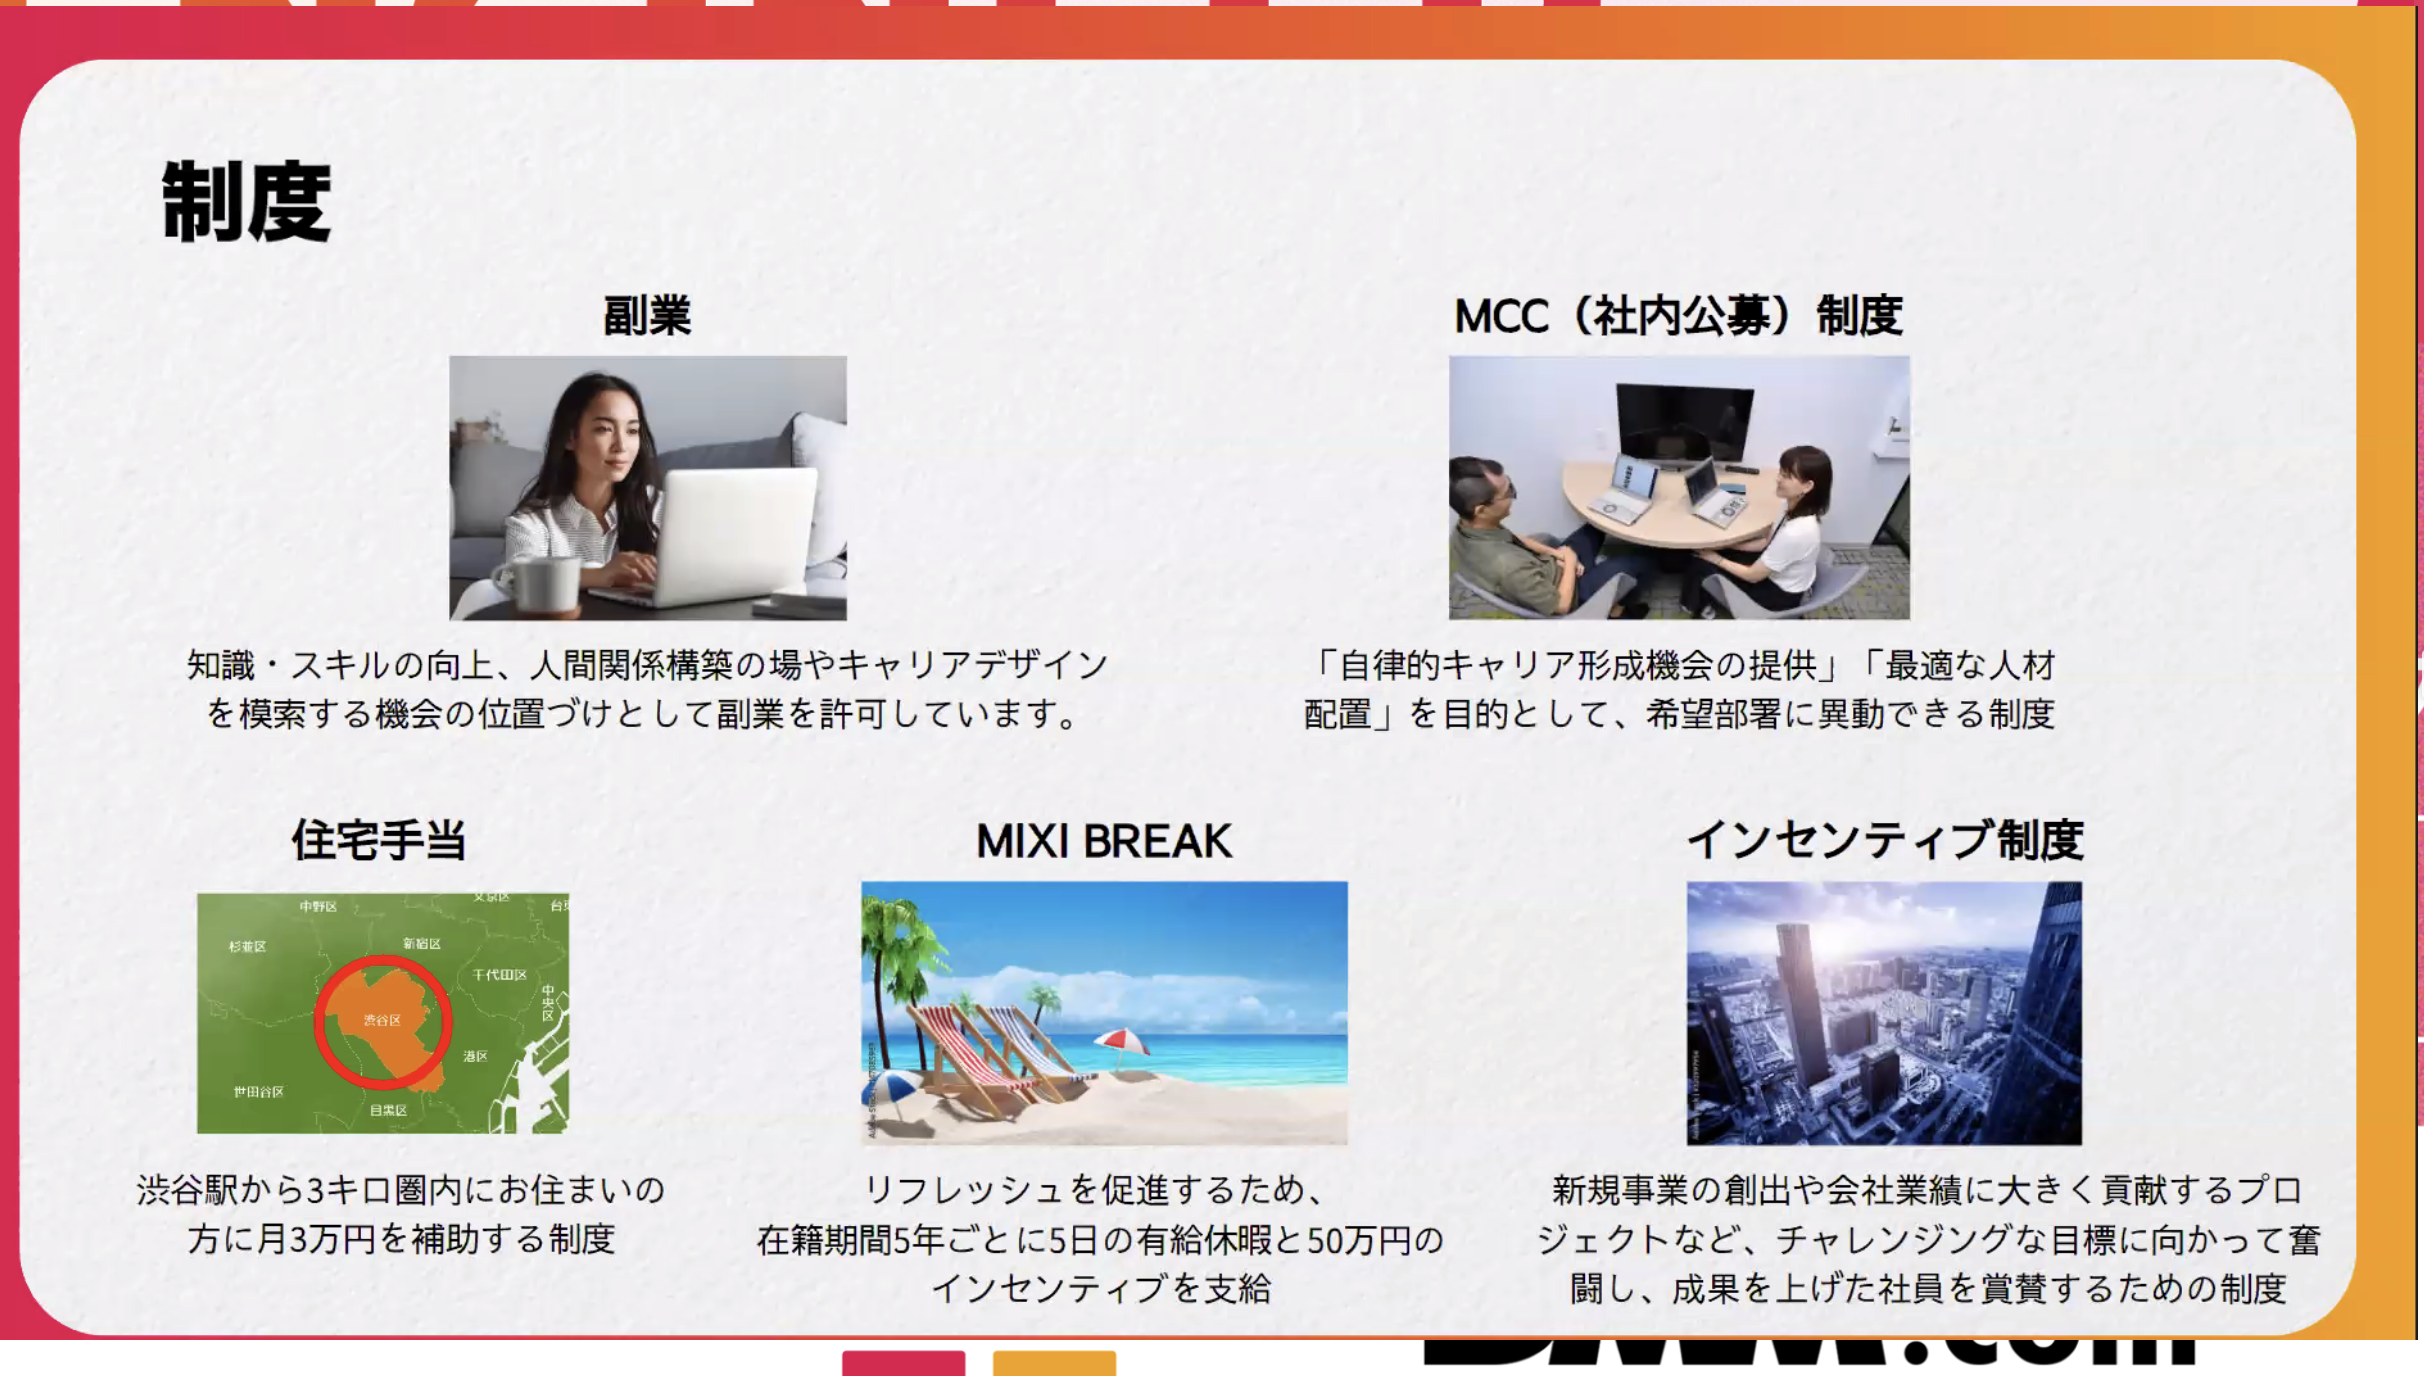 制度
副業
MCC（社内公募）制度
知識・スキルの向上、人間関係構築の場やキャリアデザイン
を模索する機会の位置づけとして副業を許可しています。
「自律的キャリア形成機会の提供」「最適な人材
配置」を目的として、希望部署に異動できる制度
住宅手当
MIXI BREAK
インセンティブ制度
中野区
文京区
杉並区
新宿区
千代田区
中央区
渋谷区
港区
世田谷区
目黒区
渋谷駅から3キロ圏内にお住まいの
方に月3万円を補助する制度
リフレッシュを促進するため、
在籍期間5年ごとに5日の有給休暇と50万円の
インセンティブを支給
新規事業の創出や会社業績に大きく貢献するプロ
ジェクトなど、チャレンジングな目標に向かって奮
闘し、成果を上げた社員を賞賛するための制度